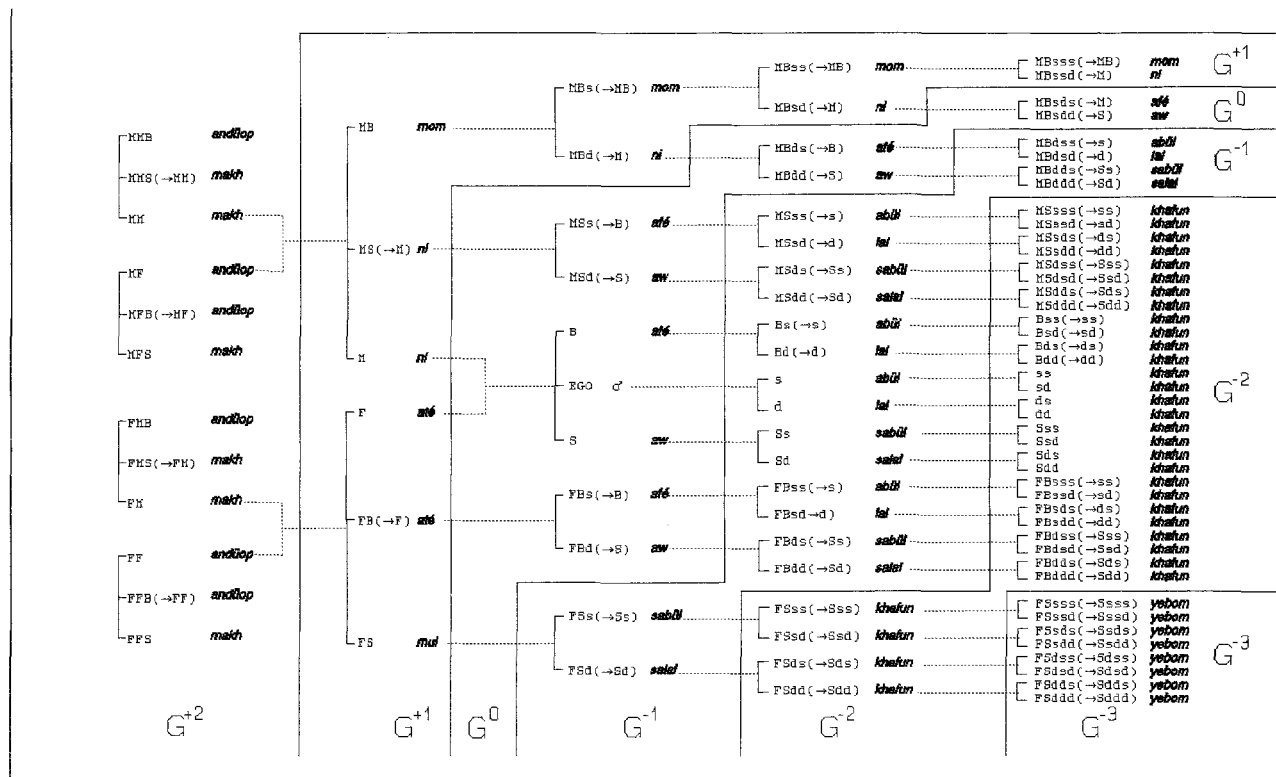 MMB andüop
MMS(→MM) makh
MM makh
MF andüop
MFB(→MF) andüop
MFS makh
FMB andüop
FMS(→FM) makh
FM makh
FF andüop
FFB(→FF) andüop
FFS makh
G+2
MB mom
MS(→M) ni
M ni
F até
FB(→F) até
FS mul
G+1
G0
MBs(→MB) mom
MBd(→M) ni
MSs(→B) até
MSd(→S) aw
B até
EGO ♂
S aw
FBs(→B) até
FBd(→S) aw
FSs(→Ss) sabül
FSd(→Sd) salal
G-1
MBss(→MB) mom
MBsd(→M) ni
MBds(→B) até
MBdd(→S) aw
MSss(→s) abül
MSsd(→d) lal
MSds(→Ss) sabül
MSdd(→Sd) salal
Bs(→s) abül
Bd(→d) lal
s abül
d lal
Ss sabül
Sd salal
FBss(→s) abül
FBsd→d) lal
FBds(→Ss) sabül
FBdd(→Sd) salal
FSss(→Sss) khafun
FSsd(→Ssd) khafun
FSds(→Sds) khafun
FSdd(→Sdd) khafun
G-2
MBsss(→MB) mom
MBssd(→M) ni
MBsds(→M) até
MBsdd(→S) aw
MBdss(→s) abül
MBdsd(→d) lal
MBdds(→Ss) sabül
MBddd(→Sd) salal
MSsss(→ss) khafun
MSssd(→sd) khafun
MSsds(→ds) khafun
MSsdd(→dd) khafun
MSdss(→Sss) khafun
MSdsd(→Ssd) khafun
MSdds(→Sds) khafun
MSddd(→Sdd) khafun
Bss(→ss) khafun
Bsd(→sd) khafun
Bds(→ds) khafun
Bdd(→dd) khafun
ss khafun
sd khafun
ds khafun
dd khafun
Sss khafun
Ssd khafun
Sds khafun
Sdd khafun
FBsss(→ss) khafun
FBssd(→sd) khafun
FBsds(→ds) khafun
FBsdd(→dd) khafun
FBdss(→Sss) khafun
FBdsd(→Ssd) khafun
FBdds(→Sds) khafun
FBddd(→Sdd) khafun
FSsss(→Ssss) yebom
FSssd(→Sssd) yebom
FSsds(→Ssds) yebom
FSsdd(→Ssdd) yebom
FSdss(→Sdss) yebom
FSdsd(→Sdsd) yebom
FSdds(→Sdds) yebom
FSddd(→Sddd) yebom
G-3
G+1
G0
G-1
G-2
G-3